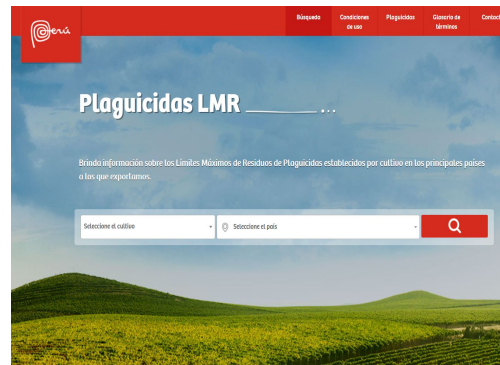 Perú
Búsqueda
Condiciones
de uso
Plaguicidas
Glosario de
términos
Contact
Plaguicidas LMR
Brinda información sobre los Límites Máximos de Residuos de Plaguicidas establecidos por cultivo en los principales países
a los que exportamos.
Seleccione el cultivo
Seleccione el país